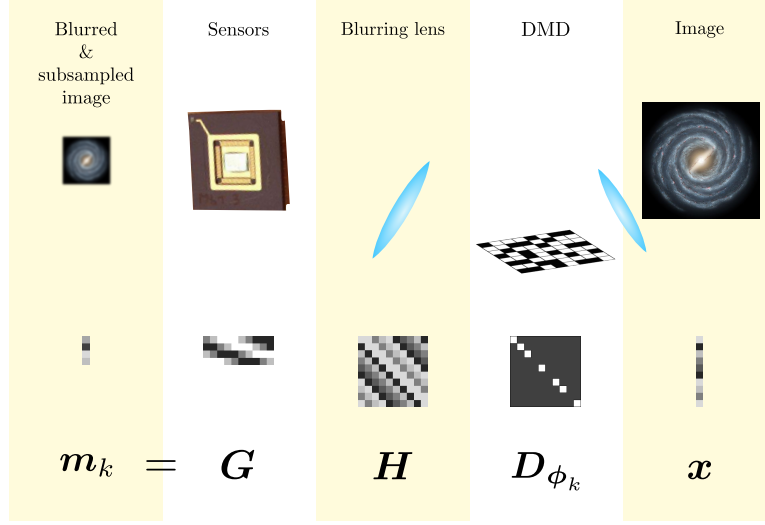 Blurred
&
subsampled
image
Sensors
Blurring lens
DMD
Image
m_k = G H D_{ϕ_k} x